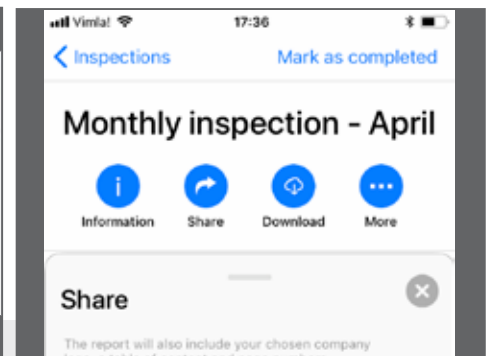 Vimla! 17:36
Inspections Mark as completed
Monthly inspection - April
Information Share Download More
Share
The report will also include your chosen company